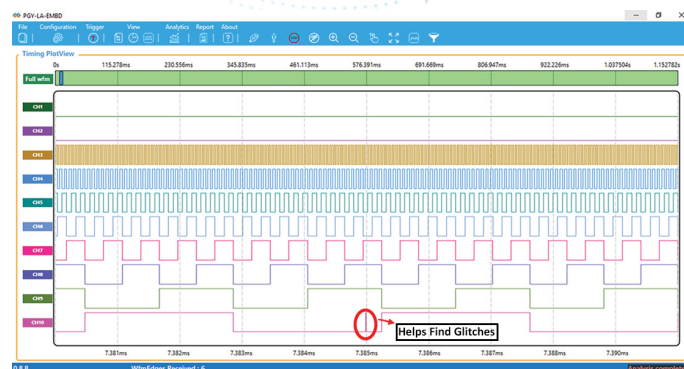 PGY-LA-EMBD
File Configuration Trigger View Analytics Report About
Timing PlotView
0s 115.278ms 230.556ms 345.835ms 461.113ms 576.391ms 691.669ms 806.947ms 922.226ms 1.037504s 1.152782s
Full wfm
CH1
CH2
CH3
CH4
CH5
CH6
CH7
CH8
CH9
CH10
Helps Find Glitches
7.381ms 7.382ms 7.383ms 7.384ms 7.385ms 7.386ms 7.387ms 7.388ms 7.390ms
WfmEdges Received : 6
Analysis complete